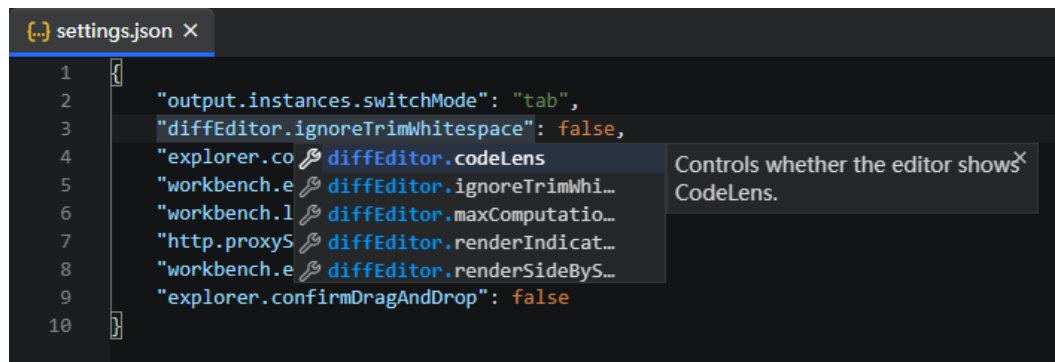 {..} settings.json ×
1 {
2 "output.instances.switchMode": "tab",
3 "diffEditor.ignoreTrimWhitespace": false,
4 "explorer.co
5 "workbench.e
6 "workbench.l
7 "http.proxyS
8 "workbench.e
9 "explorer.confirmDragAndDrop": false
10 }
diffEditor.codeLens
diffEditor.ignoreTrimWhi…
diffEditor.maxComputatio…
diffEditor.renderIndicat…
diffEditor.renderSideByS…
Controls whether the editor shows ×
CodeLens.